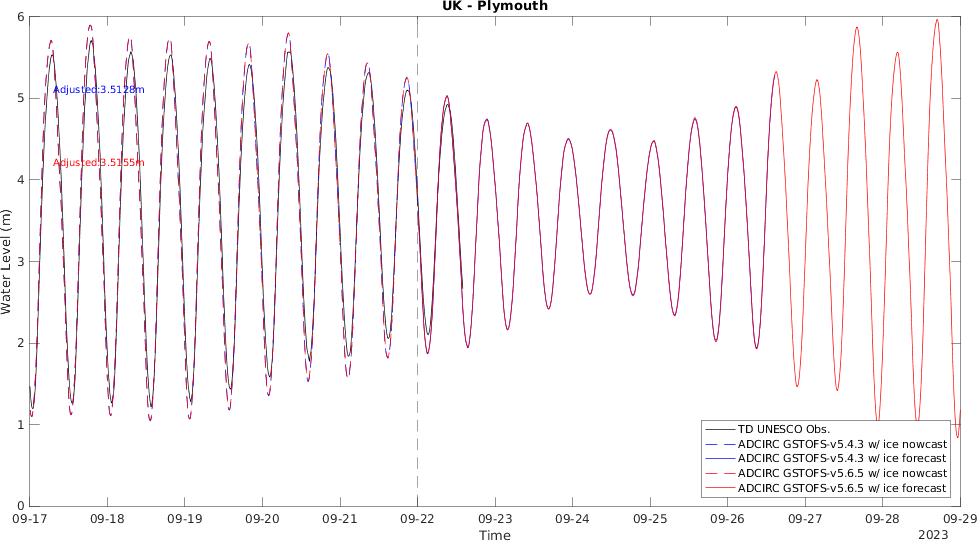 UK - Plymouth
6
5
4
3
2
1
0
Water Level (m)
Adjusted:3.5128m
Adjusted:3.5155m
TD UNESCO Obs.
ADCIRC GSTOFS-v5.4.3 w/ ice nowcast
ADCIRC GSTOFS-v5.4.3 w/ ice forecast
ADCIRC GSTOFS-v5.6.5 w/ ice nowcast
ADCIRC GSTOFS-v5.6.5 w/ ice forecast
09-17 09-18 09-19 09-20 09-21 09-22 09-23 09-24 09-25 09-26 09-27 09-28 09-29
Time
2023